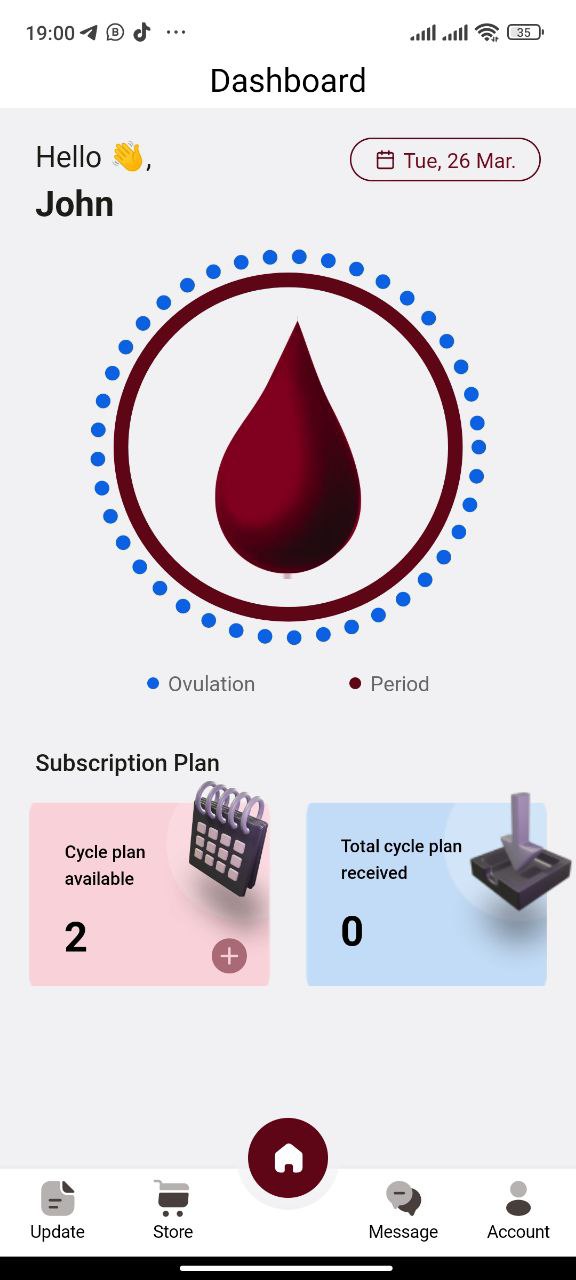 19:00
35
Dashboard
Hello 👋,
John
Tue, 26 Mar.
Ovulation
Period
Subscription Plan
Cycle plan
available
2
Total cycle plan
received
0
Update
Store
Message
Account